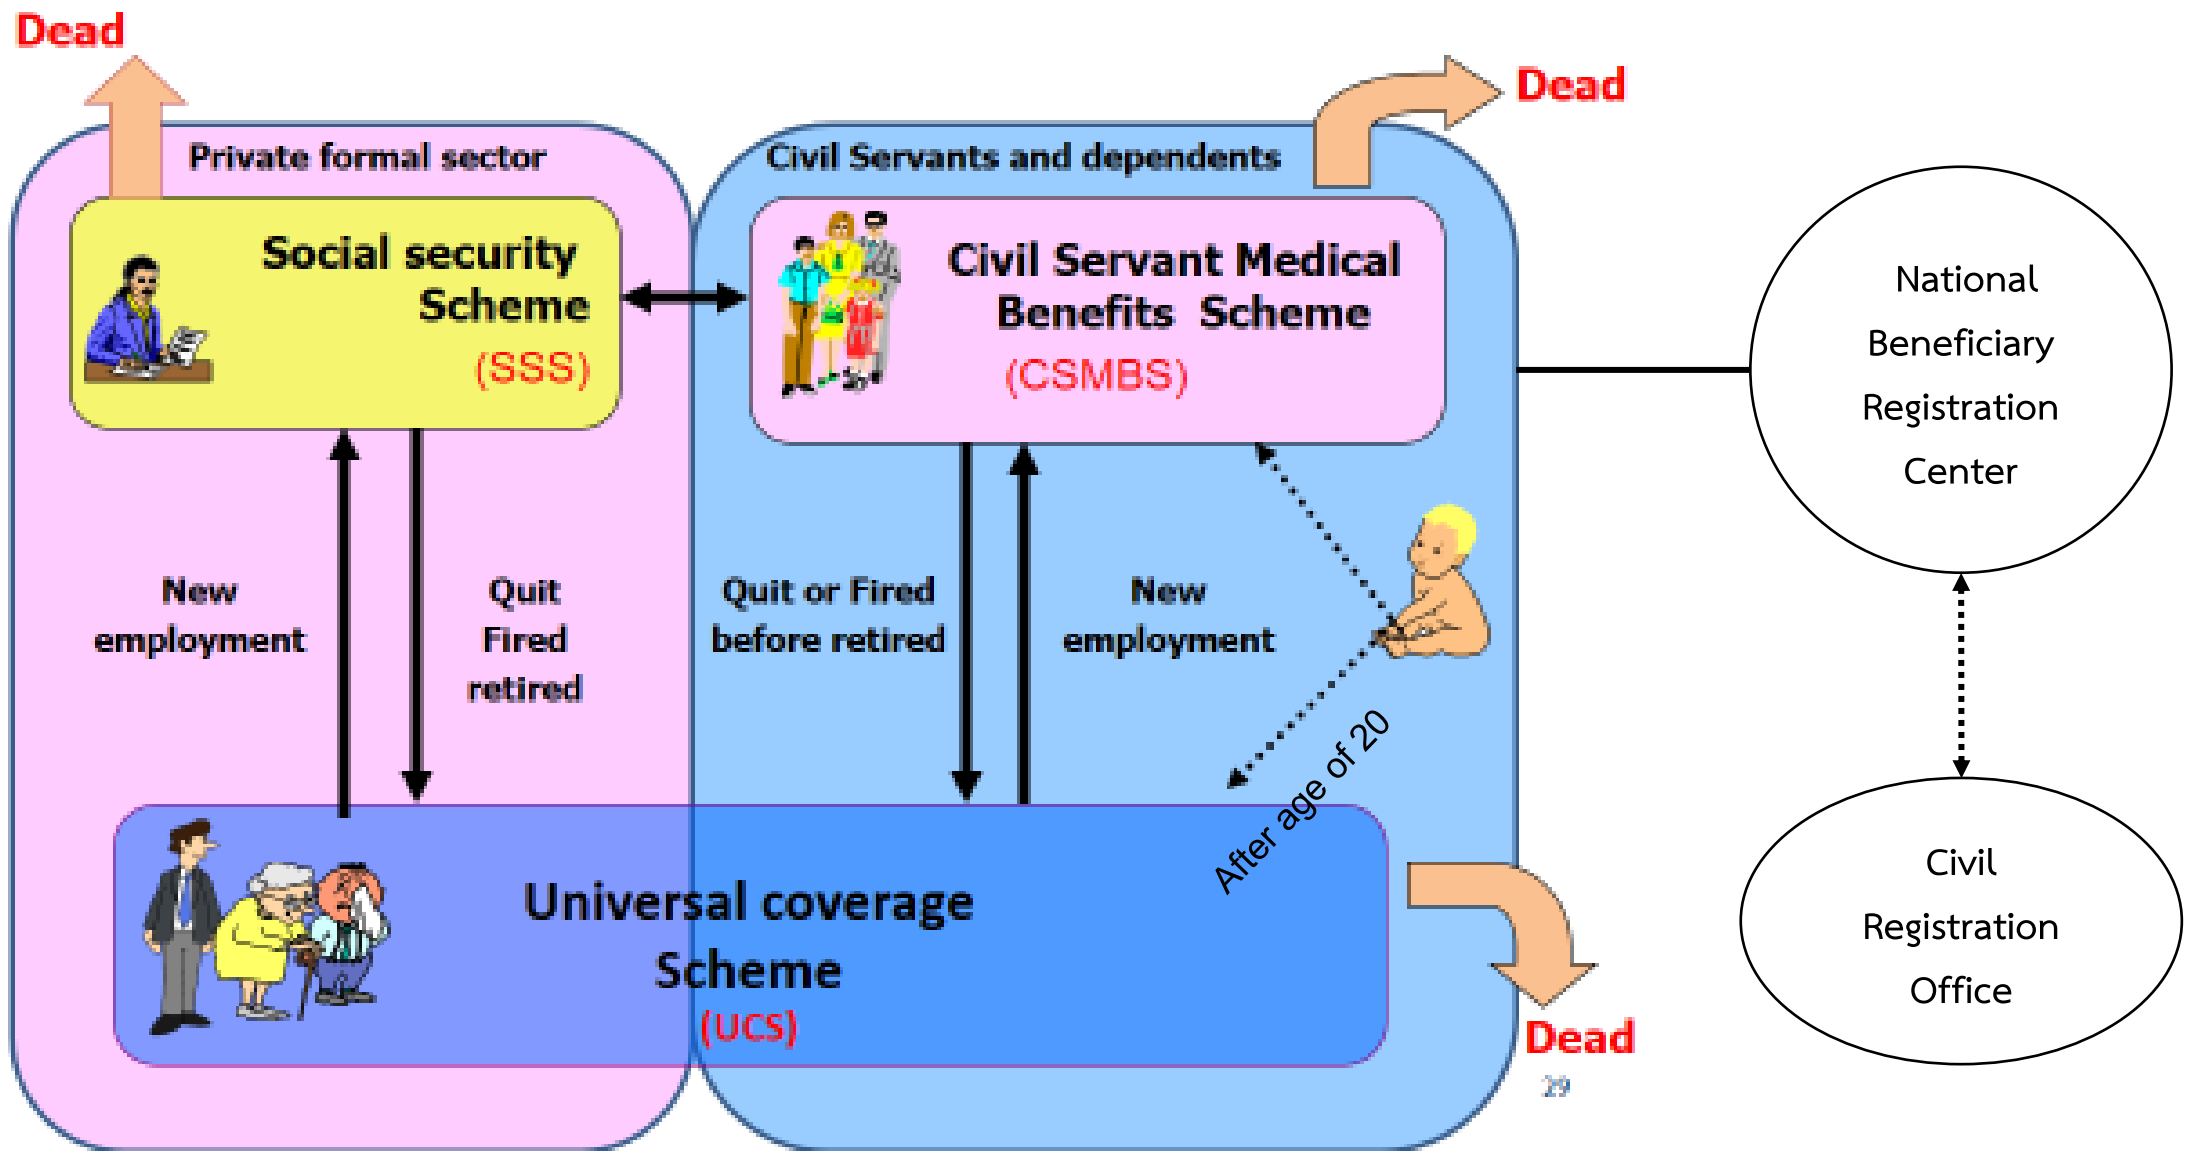 Dead
Dead
Private formal sector
Civil Servants and dependents
Social security
Scheme
(SSS)
Civil Servant Medical
Benefits Scheme
(CSMBS)
National
Beneficiary
Registration
Center
New
employment
Quit
Fired
retired
Quit or Fired
before retired
New
employment
After age of 20
Universal coverage
Scheme
(UCS)
Dead
29
Civil
Registration
Office